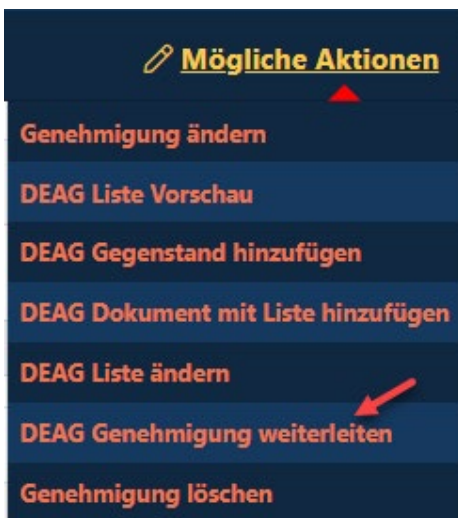 Mögliche Aktionen
Genehmigung ändern
DEAG Liste Vorschau
DEAG Gegenstand hinzufügen
DEAG Dokument mit Liste hinzufügen
DEAG Liste ändern
DEAG Genehmigung weiterleiten
Genehmigung löschen